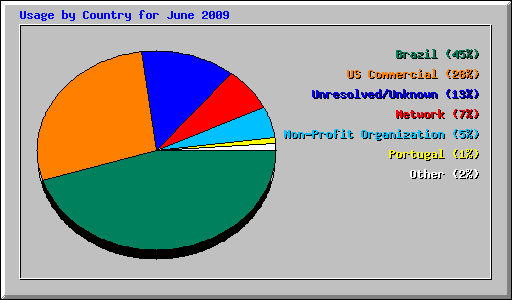 Usage by Country for June 2009
Brazil (45%)
US Commercial (28%)
Unresolved/Unknown (13%)
Network (7%)
Non-Profit Organization (5%)
Portugal (1%)
Other (2%)